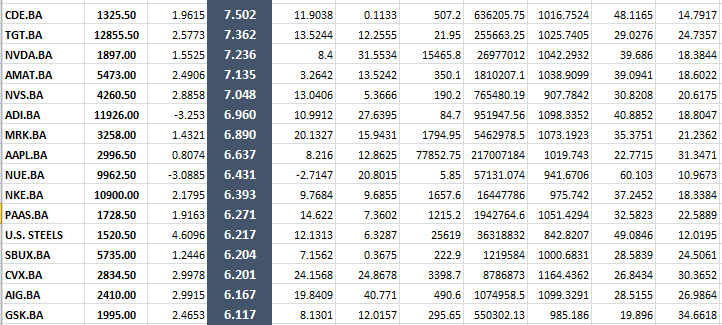 CDE.BA 1325.50 1.9615 7.502 11.9038 0.1133 507.2 636205.75 1016.7524 48.1165 14.7917
TGT.BA 12855.50 2.5773 7.362 13.5244 12.2555 21.95 255663.25 1025.7405 29.0276 24.7357
NVDA.BA 1897.00 1.5525 7.236 8.4 31.5534 15465.8 26977012 1042.2932 39.686 18.3844
AMAT.BA 5473.00 2.4906 7.135 3.2642 13.5242 350.1 1810207.1 1038.9099 39.0941 18.6022
NVS.BA 4260.50 2.8858 7.048 13.0406 5.3666 190.2 765480.19 907.7842 30.8208 20.6175
ADI.BA 11926.00 -3.253 6.960 10.9912 27.6395 84.7 951947.56 1098.3352 40.8852 18.8047
MRK.BA 3258.00 1.4321 6.890 20.1327 15.9431 1794.95 5462978.5 1073.1923 35.3751 21.2362
AAPL.BA 2996.50 0.8074 6.637 8.216 12.8625 77852.75 217007184 1019.743 22.7715 31.3471
NUE.BA 9962.50 -3.0885 6.431 -2.7147 20.8015 5.85 57131.074 941.6706 60.103 10.9673
NKE.BA 10900.00 2.1795 6.393 9.7684 9.6855 1657.6 16447786 975.742 37.2452 18.3384
PAAS.BA 1728.50 1.9163 6.271 14.622 7.3602 1215.2 1942764.6 1051.4294 32.5823 22.5889
U.S. STEELS 1520.50 4.6096 6.217 12.1313 6.3287 25619 36318832 842.8207 49.0846 12.0195
SBUX.BA 5735.00 1.2446 6.204 7.1562 0.3675 222.9 1219584 1000.6831 28.5839 24.5061
CVX.BA 2834.50 2.9978 6.201 24.1568 24.8678 3398.7 8786873 1164.4362 26.8434 30.3652
AIG.BA 2410.00 2.9915 6.167 19.8409 40.771 490.6 1074958.5 1099.3291 28.5155 26.9864
GSK.BA 1995.00 2.4653 6.117 8.1301 12.0157 295.65 550302.13 985.186 19.896 34.6618